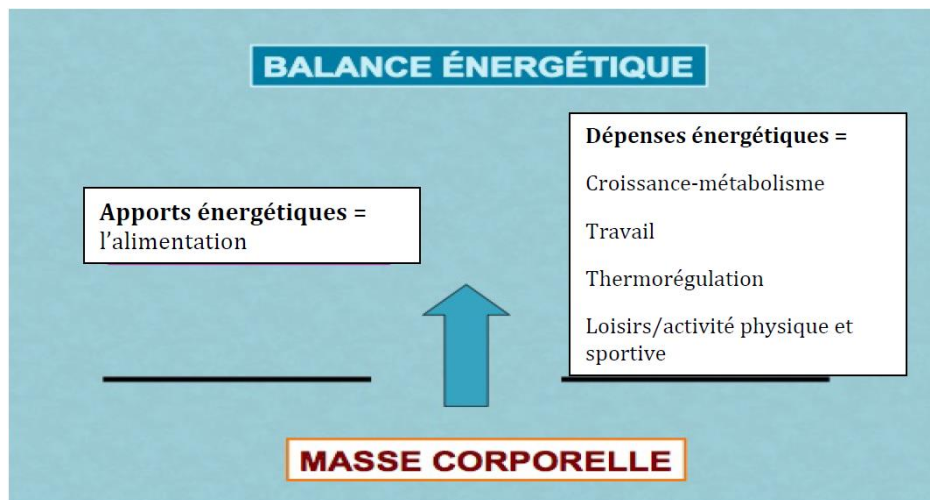 BALANCE ÉNERGÉTIQUE
Apports énergétiques =
l'alimentation
Dépenses énergétiques =
Croissance-métabolisme
Travail
Thermorégulation
Loisirs/activité physique et
sportive
MASSE CORPORELLE